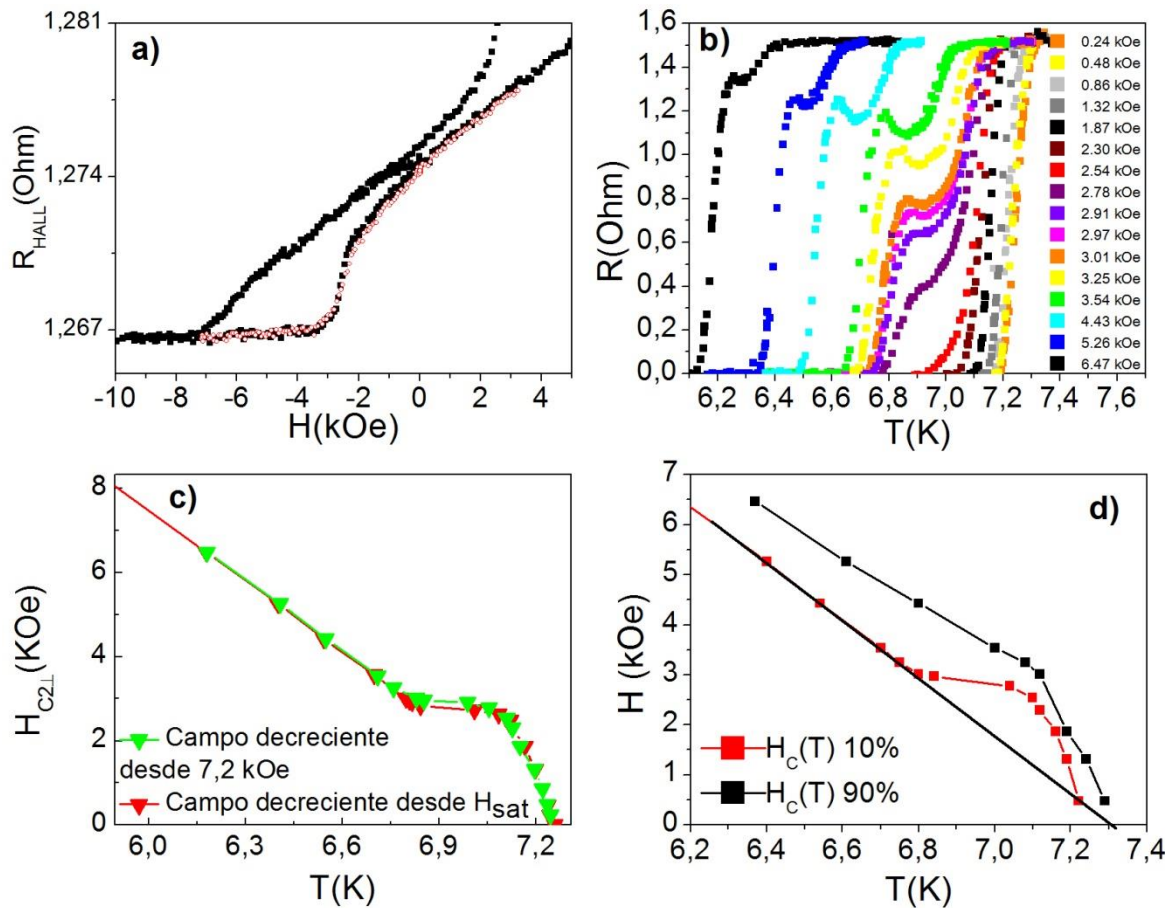 a)
1,281
1,274
1,267
R_HALL(Ohm)
-10 -8 -6 -4 -2 0 2 4
H(kOe)
b)
1,6
1,4
1,2
1,0
0,8
0,6
0,4
0,2
0,0
R(Ohm)
6,2 6,4 6,6 6,8 7,0 7,2 7,4 7,6
T(K)
0.24 kOe
0.48 kOe
0.86 kOe
1.32 kOe
1.87 kOe
2.30 kOe
2.54 kOe
2.78 kOe
2.91 kOe
2.97 kOe
3.01 kOe
3.25 kOe
3.54 kOe
4.43 kOe
5.26 kOe
6.47 kOe
c)
8
6
4
2
0
H_C2⊥(KOe)
Campo decreciente
desde 7,2 kOe
Campo decreciente desde H_sat
6,0 6,3 6,6 6,9 7,2
T(K)
d)
7
6
5
4
3
2
1
0
H (kOe)
H_C(T) 10%
H_C(T) 90%
6,2 6,4 6,6 6,8 7,0 7,2 7,4
T(K)